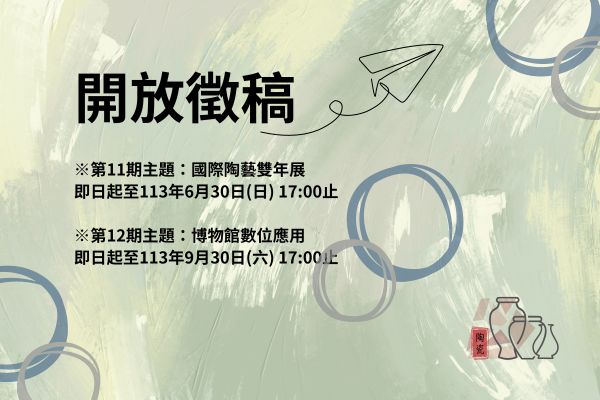 開放徵稿
※第11期主題：國際陶藝雙年展
即日起至113年6月30日(日) 17:00止
※第12期主題：博物館數位應用
即日起至113年9月30日(六) 17:00止
陶瓷